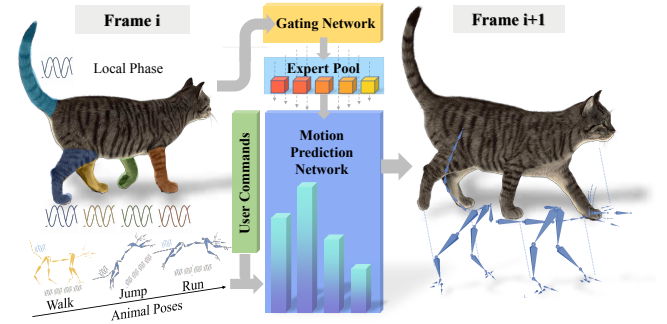 Frame i
Gating Network
Frame i+1
Local Phase
Expert Pool
User Commands
Motion
Prediction
Network
Walk
Jump
Run
Animal Poses